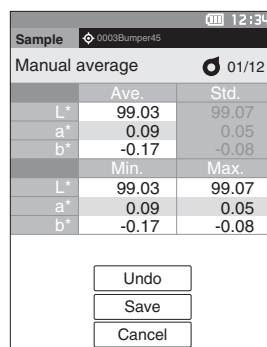 12:34
Sample 0003Bumper45
Manual average 01/12
Ave. Std.
L* 99.03 99.07
a* 0.09 0.05
b* -0.17 -0.08
Min. Max.
L* 99.03 99.07
a* 0.09 0.05
b* -0.17 -0.08
Undo
Save
Cancel